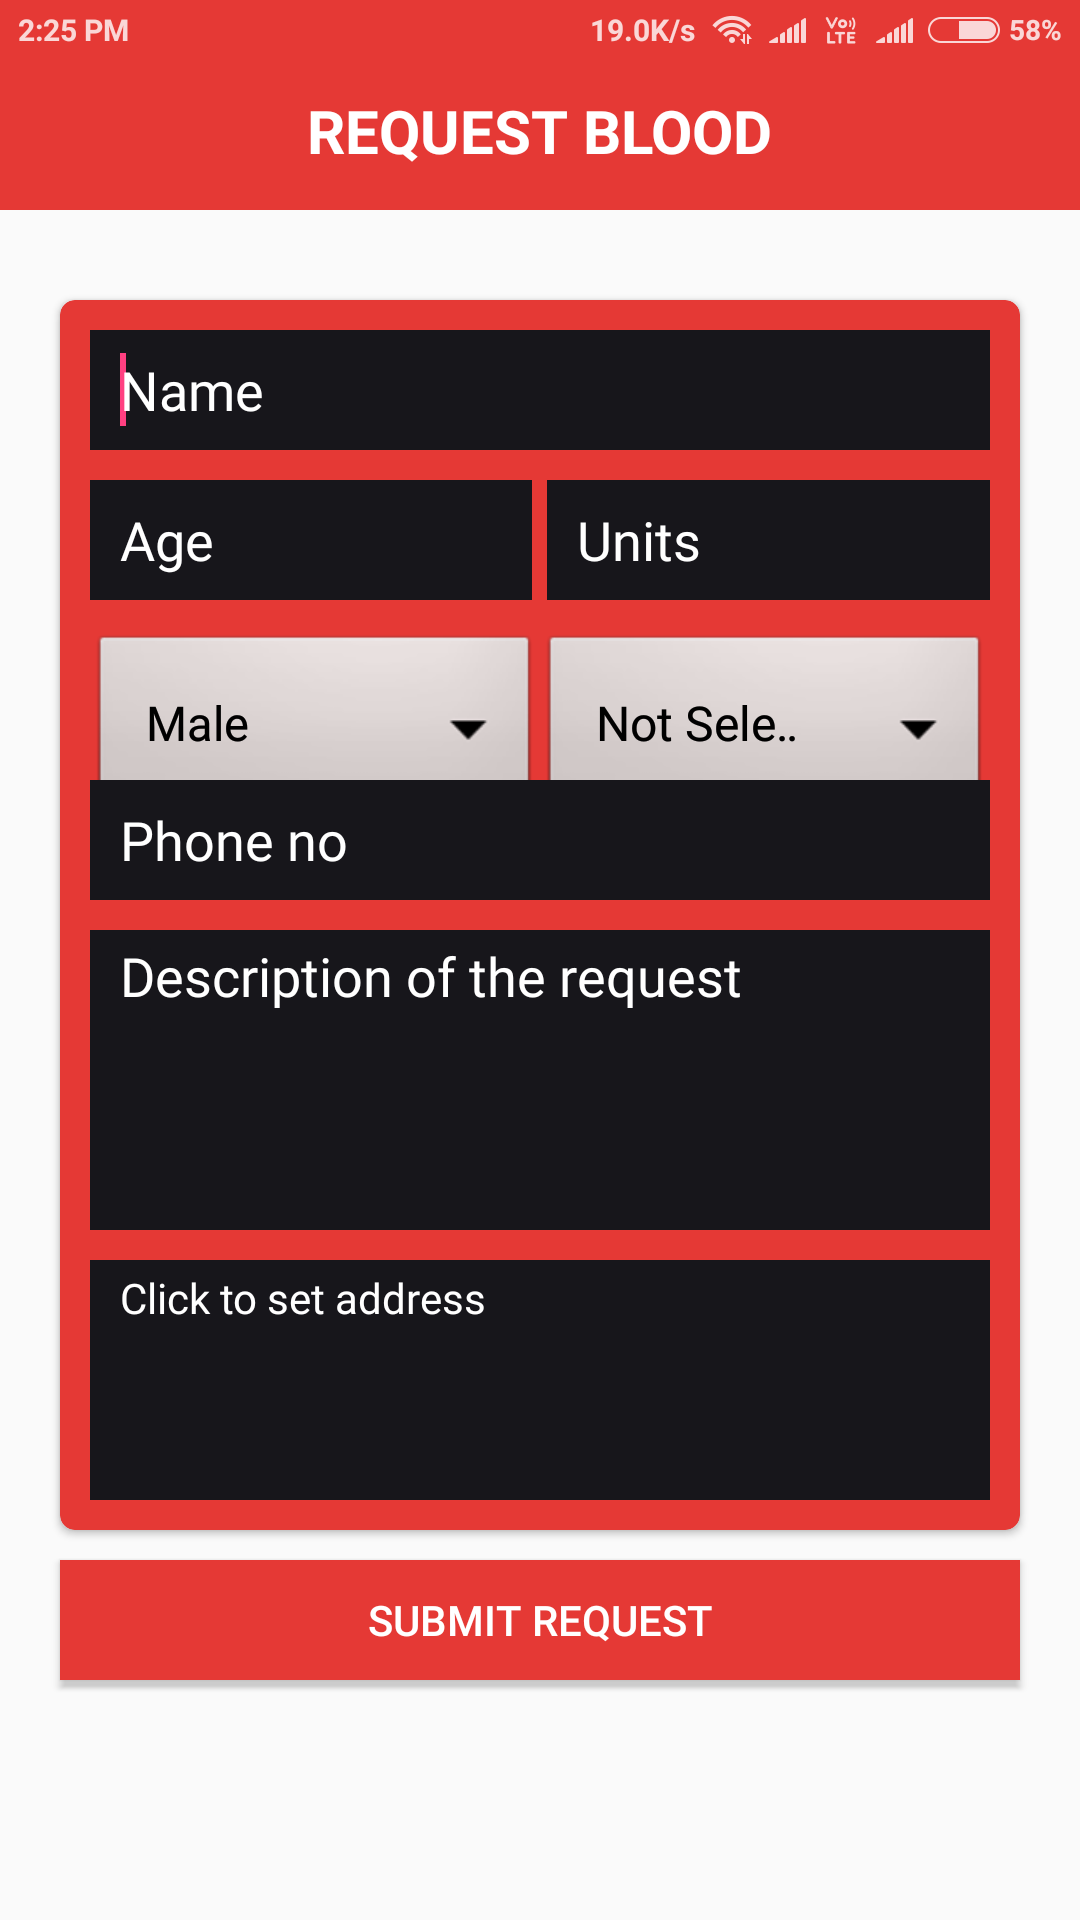 2:25 PM 19.0K/s Vo)) LTE 58%
REQUEST BLOOD
Name
Age Units
Male Not Sele..
Phone no
Description of the request
Click to set address
SUBMIT REQUEST